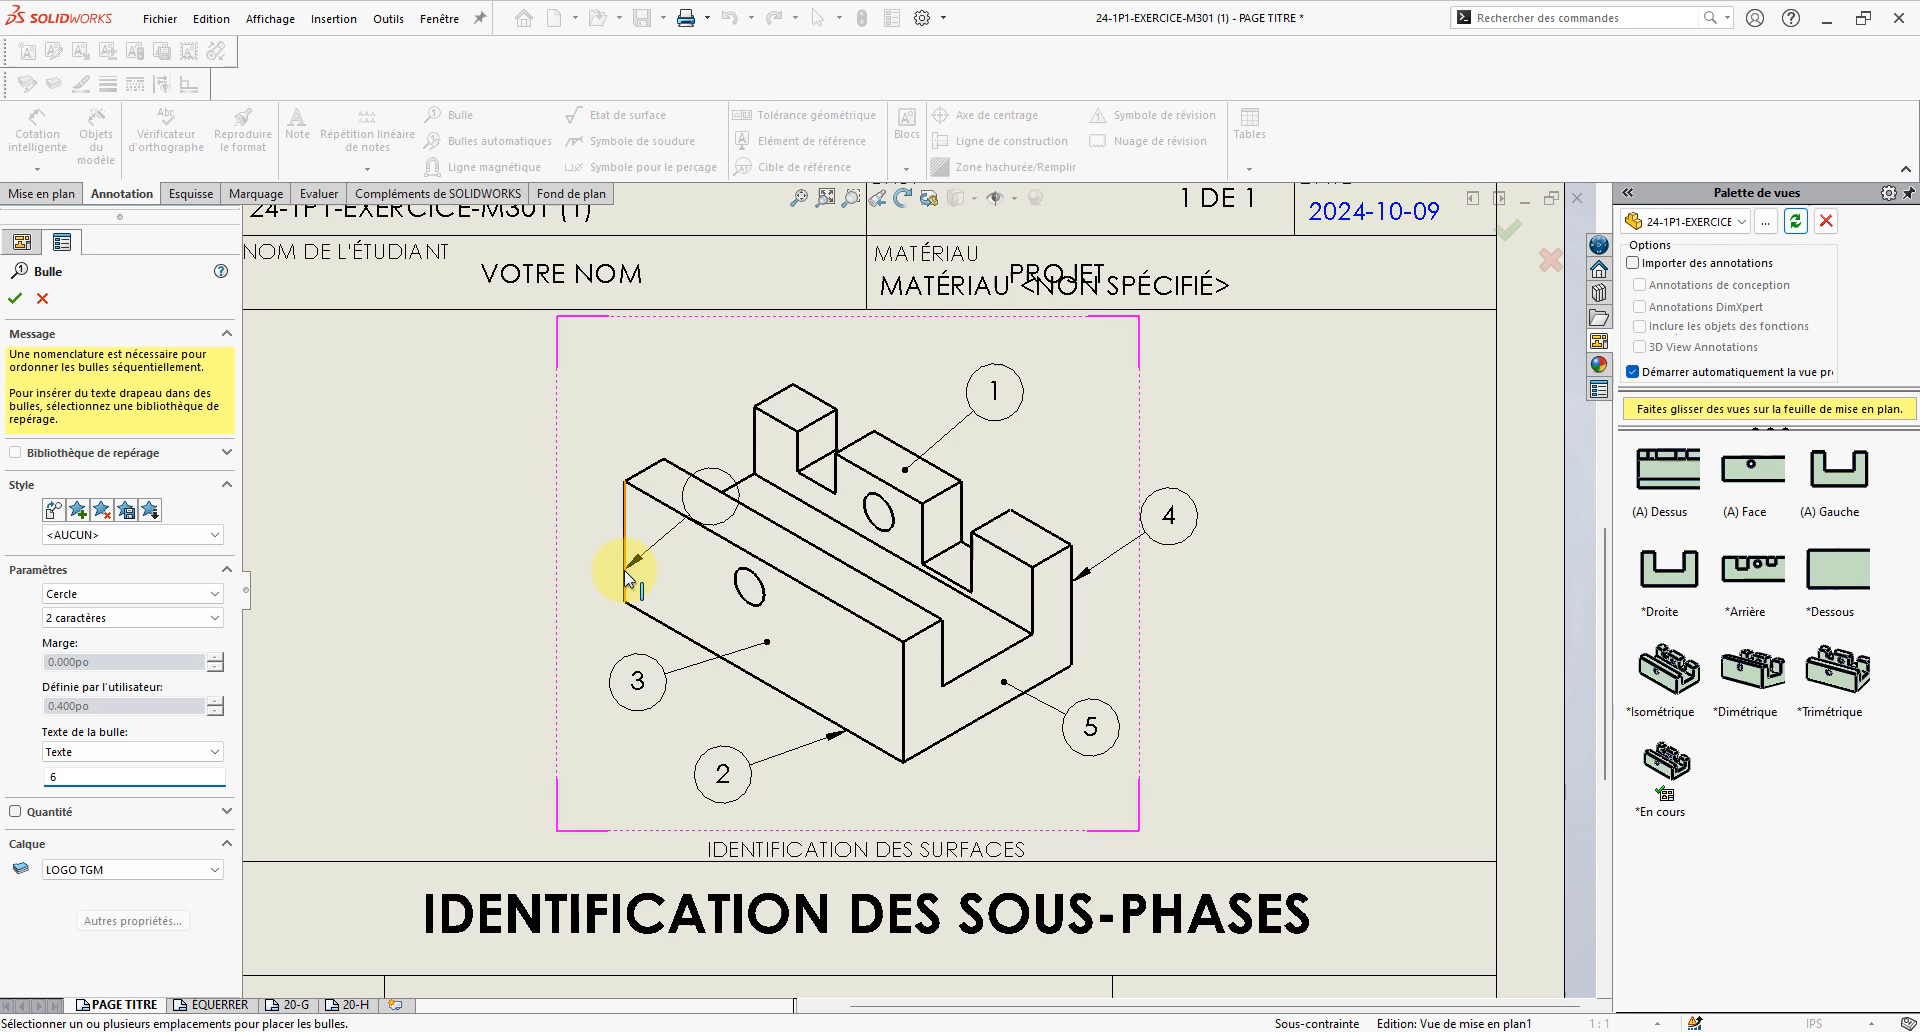 SOLIDWORKS
Fichier
Edition
Affichage
Insertion
Outils
Fenêtre
24-1P1-EXERCICE-M301 (1) - PAGE TITRE *
Rechercher des commandes
Cotation intelligente
Objets du modèle
Abc
Vérificateur d'orthographe
Reproduire le format
Note
Répétition linéaire de notes
Bulle
Bulles automatiques
Ligne magnétique
Etat de surface
Symbole de soudure
Symbole pour le perçage
Tolérance géométrique
Elément de référence
Cible de référence
Blocs
Axe de centrage
Ligne de construction
Zone hachurée/Remplir
Symbole de révision
Nuage de révision
Tables
Mise en plan
Annotation
Esquisse
Marquage
Evaluer
Compléments de SOLIDWORKS
Fond de plan
Bulle
Message
Une nomenclature est nécessaire pour
ordonner les bulles séquentiellement.
Pour insérer du texte drapeau dans des
bulles, sélectionnez une bibliothèque de
repérage.
Bibliothèque de repérage
Style
<AUCUN>
Paramètres
Cercle
2 caractères
Marge:
0.000po
Définie par l'utilisateur:
0.400po
Texte de la bulle:
Texte
6
Quantité
Calque
LOGO TGM
Autres propriétés...
24-1P1-EXERCICE-M301 (1)
1 DE 1
2024-10-09
NOM DE L'ÉTUDIANT
VOTRE NOM
MATÉRIAU
PROJET
MATÉRIAU <NON SPÉCIFIÉ>
1
4
3
5
2
IDENTIFICATION DES SURFACES
IDENTIFICATION DES SOUS-PHASES
Palette de vues
24-1P1-EXERCICE
...
Options
Importer des annotations
Annotations de conception
Annotations DimXpert
Inclure les objets des fonctions
3D View Annotations
Démarrer automatiquement la vue pr
Faites glisser des vues sur la feuille de mise en plan.
(A) Dessus
(A) Face
(A) Gauche
*Droite
*Arrière
*Dessous
*Isométrique
*Dimétrique
*Trimétrique
*En cours
PAGE TITRE
ÉQUERRER
20-G
20-H
Sélectionner un ou plusieurs emplacements pour placer les bulles.
Sous-contrainte
Edition: Vue de mise en plan1
1 : 1
IPS